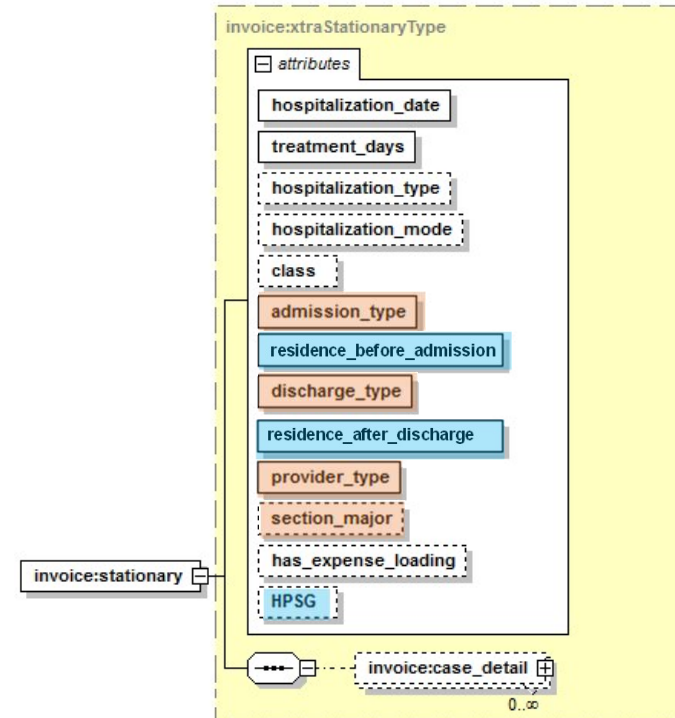 invoice:xtraStationaryType
attributes
hospitalization_date
treatment_days
hospitalization_type
hospitalization_mode
class
admission_type
residence_before_admission
discharge_type
residence_after_discharge
provider_type
section_major
has_expense_loading
HPSG
invoice:stationary
invoice:case_detail
0..∞